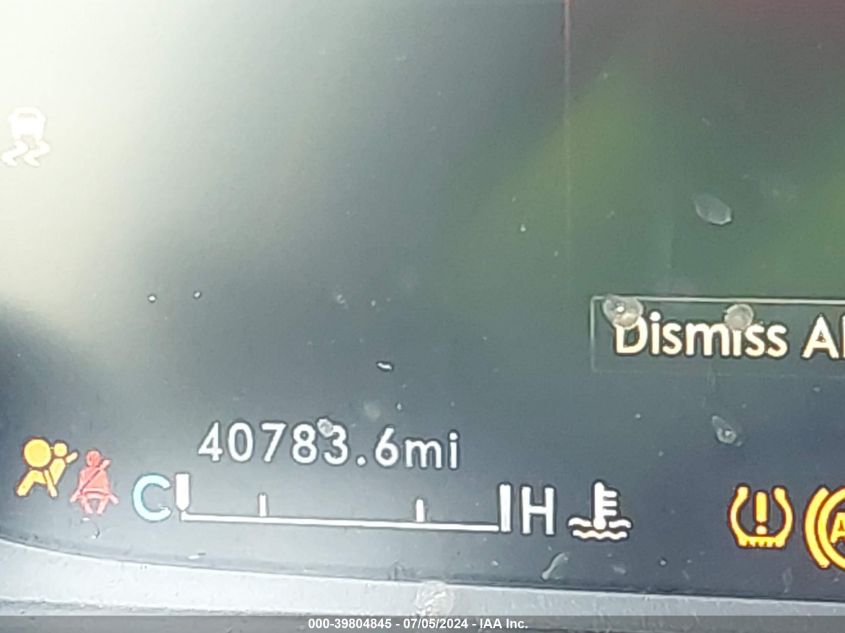 Dismiss Al
40783.6mi
C H
000-39804845 - 07/05/2024 - IAA Inc.